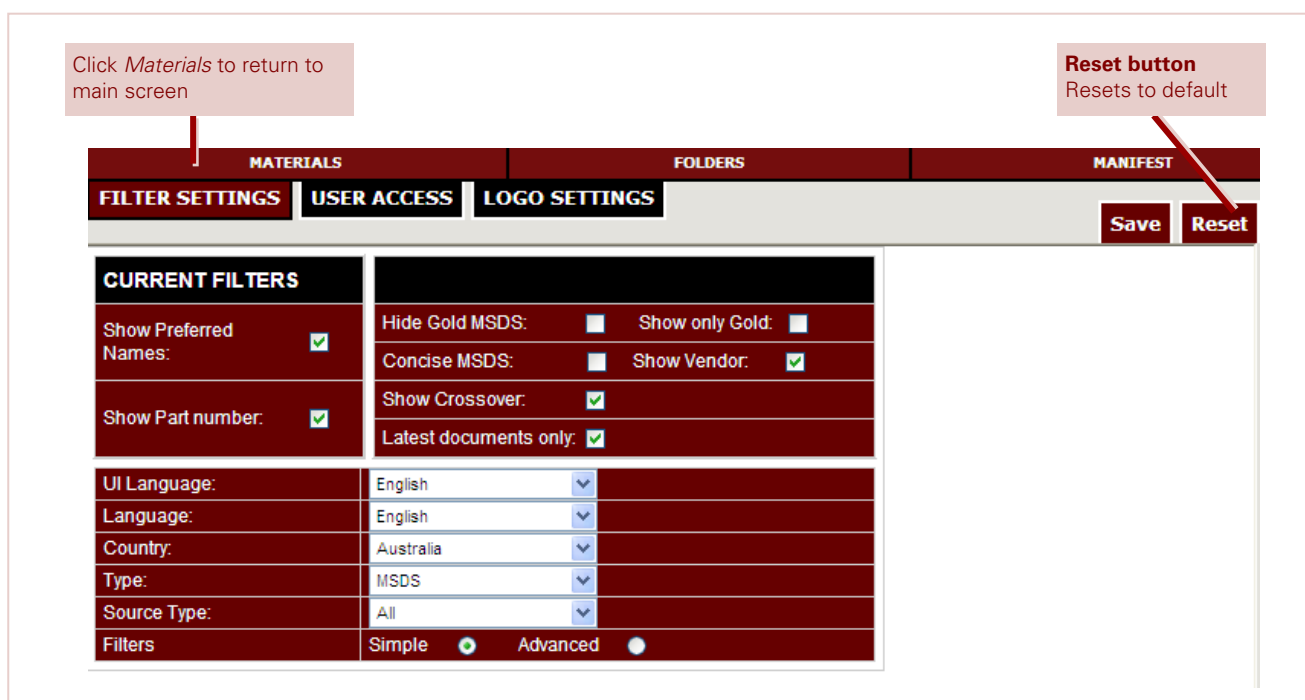 Click Materials to return to
main screen
Reset button
Resets to default
MATERIALS FOLDERS MANIFEST
FILTER SETTINGS USER ACCESS LOGO SETTINGS
Save Reset
CURRENT FILTERS
Show Preferred
Names:
Show Part number:
Hide Gold MSDS: Show only Gold:
Concise MSDS: Show Vendor:
Show Crossover:
Latest documents only:
UI Language: English
Language: English
Country: Australia
Type: MSDS
Source Type: All
Filters Simple Advanced